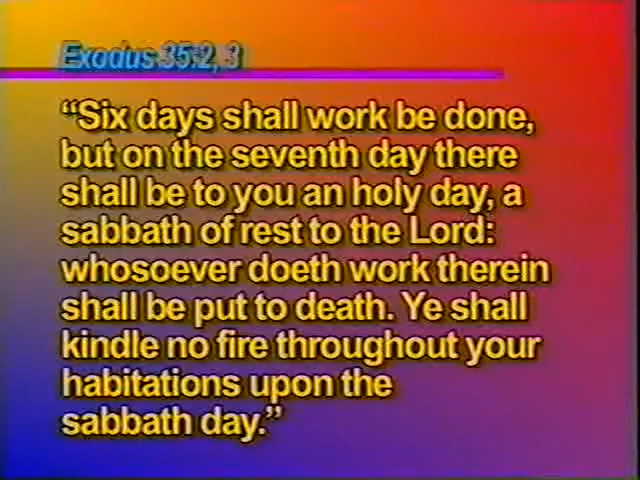 Exodus 35:2, 3
“Six days shall work be done,
but on the seventh day there
shall be to you an holy day, a
sabbath of rest to the Lord:
whosoever doeth work therein
shall be put to death. Ye shall
kindle no fire throughout your
habitations upon the
sabbath day.”